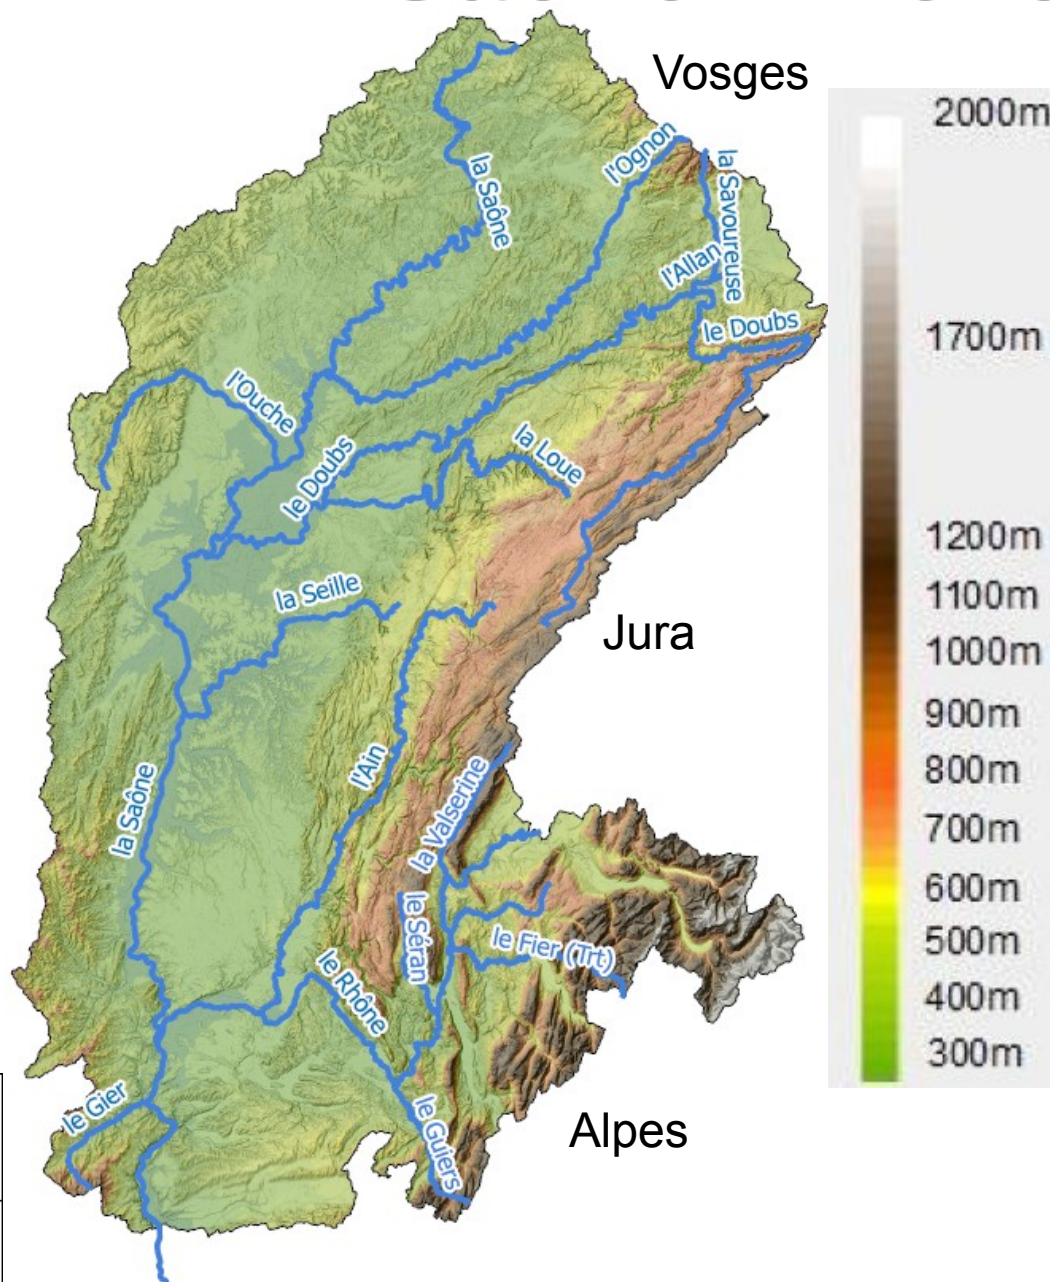 Vosges
2000m
l'Ognon
la Savoureuse
la Saône
l'Allan
le Doubs
1700m
l'Ouche
la Loue
le Doubs
1200m
la Seille
1100m
Jura
1000m
900m
l'Ain
800m
la Saône
la Valserine
700m
600m
le Séran
le Fier (Trt)
500m
le Rhône
400m
300m
le Gier
le Guiers
Alpes